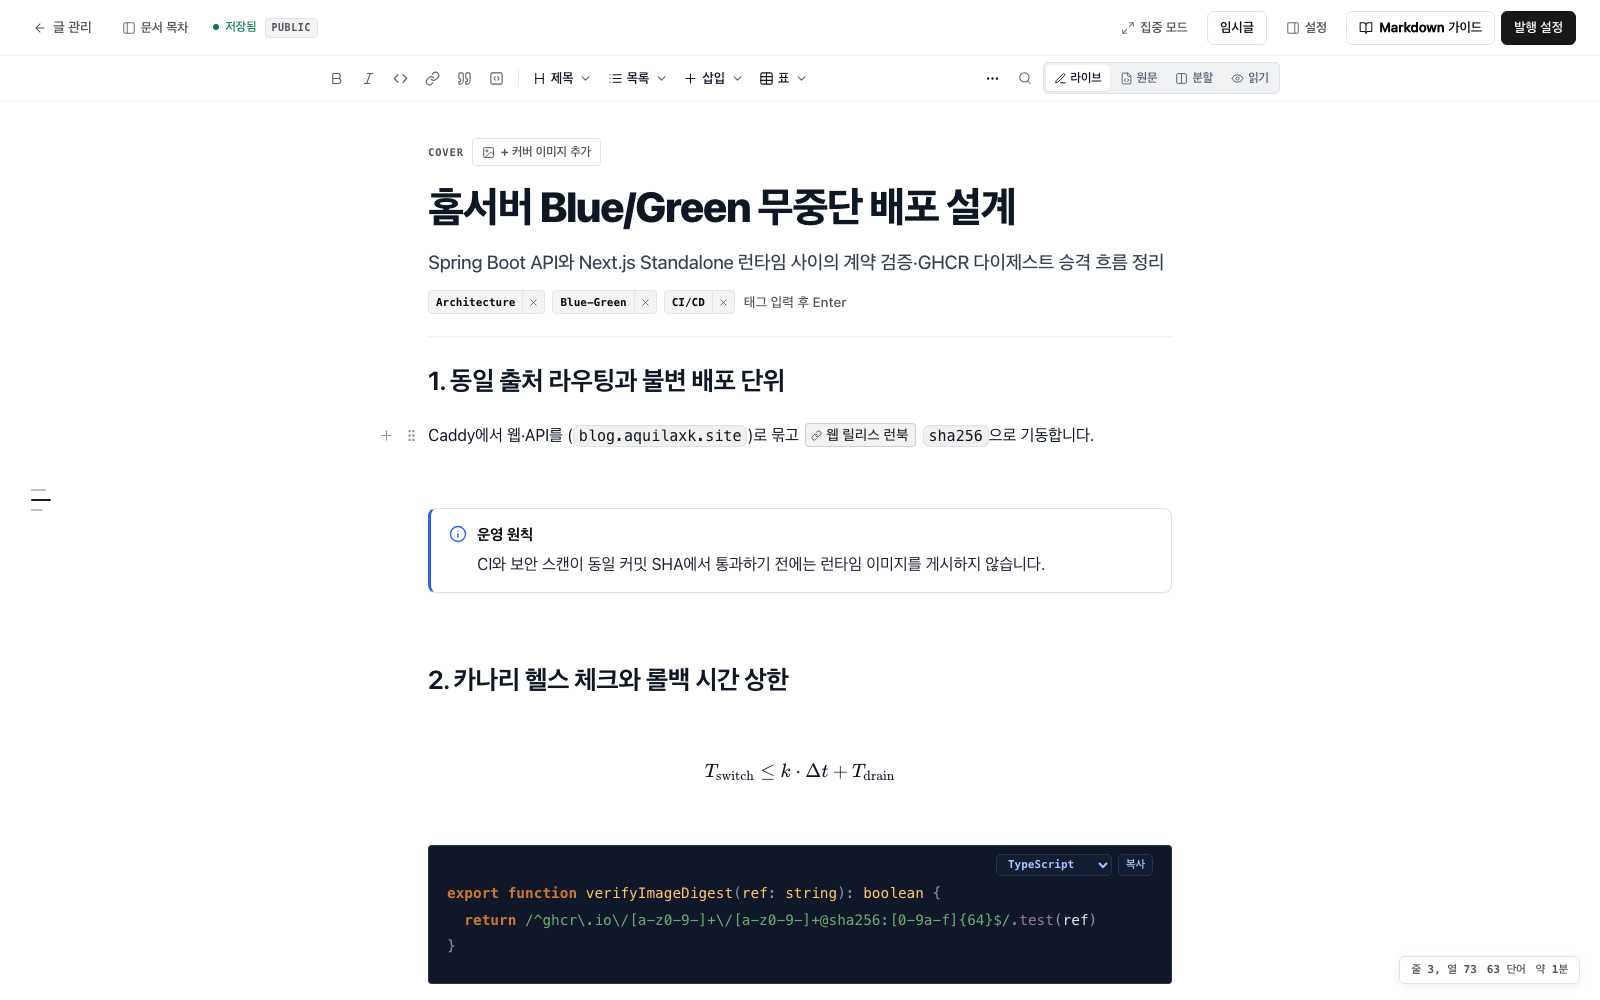 글 관리
문서 목차
저장됨
PUBLIC
집중 모드
임시글
설정
Markdown 가이드
발행 설정
B I <> H 제목 목록 + 삽입 표
...
라이브
원문
분할
읽기
COVER
+ 커버 이미지 추가
홈서버 Blue/Green 무중단 배포 설계
Spring Boot API와 Next.js Standalone 런타임 사이의 계약 검증·GHCR 다이제스트 승격 흐름 정리
Architecture × Blue-Green × CI/CD × 태그 입력 후 Enter
1. 동일 출처 라우팅과 불변 배포 단위
Caddy에서 웹·API를 (blog.aquilaxk.site)로 묶고 웹 릴리스 런북 sha256으로 기동합니다.
운영 원칙
CI와 보안 스캔이 동일 커밋 SHA에서 통과하기 전에는 런타임 이미지를 게시하지 않습니다.
2. 카나리 헬스 체크와 롤백 시간 상한
T_switch ≤ k · Δt + T_drain
TypeScript
복사
export function verifyImageDigest(ref: string): boolean {
  return /^ghcr\.io\/[a-z0-9-]+\/[a-z0-9-]+@sha256:[0-9a-f]{64}$/.test(ref)
}
줄 3, 열 73 63 단어 약 1분